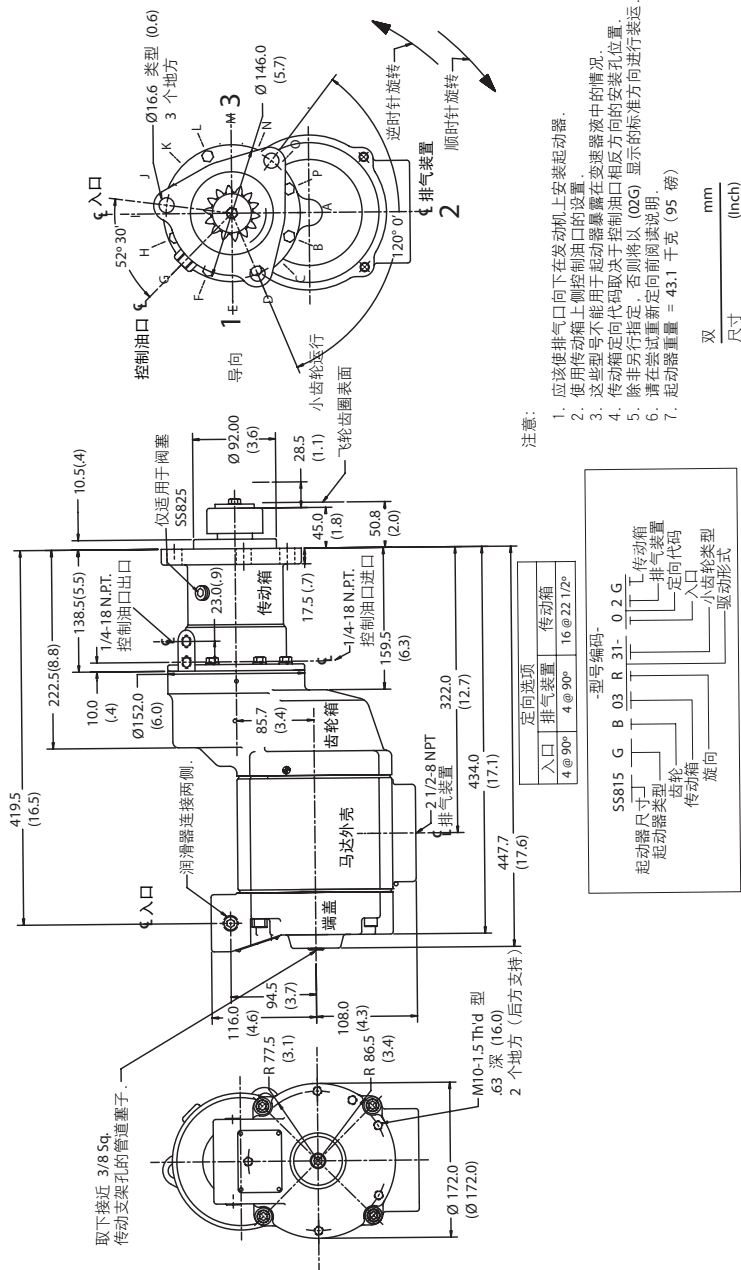 取下接近 3/8 Sq.
传动支架孔的管道塞子.
R 77.5
(3.1)
R 86.5
(3.4)
Ø 172.0
(Ø 172.0)
M10-1.5 Th'd 型
.63 深 (16.0)
2 个地方 (后方支持)
419.5
(16.5)
222.5(8.8)
138.5(5.5)
10.5(.4)
10.0
(.4)
Ø152.0
(6.0)
1/4-18 N.P.T.
控制油口出口
23.0(.9)
仅适用于阀塞
SS825
Ø 92.00
(3.6)
28.5
(1.1)
飞轮齿圈表面
入口
润滑器连接两侧.
85.7
(3.4)
传动箱
齿轮箱
马达外壳
端盖
116.0
(4.6)
94.5
(3.7)
108.0
(4.3)
17.5 (.7)
1/4-18 N.P.T.
控制油口进口
159.5
(6.3)
45.0
(1.8)
50.8
(2.0)
2 1/2-8 NPT
排气装置
322.0
(12.7)
434.0
(17.1)
447.7
(17.6)
控制油口
52° 30'
入口
Ø16.6 类型 (0.6)
3 个地方
Ø 146.0
(5.7)
A
B
C
D
E
F
G
H
I
J
K
L
M
N
O
P
1
2
3
导向
小齿轮运行
排气装置
120° 0'
逆时针旋转
顺时针旋转
注意:
1. 应该使排气口向下在发动机上安装起动器.
2. 使用传动箱上侧控制油口的设置.
3. 这些型号不能用于起动器暴露在变速器液中的情况.
4. 传动箱定向代码取决于控制油口相反方向的安装孔位置.
5. 除非另行指定, 否则将以 (02G) 显示的标准方向进行装运.
6. 请在尝试重新定向前阅读说明.
7. 起动器重量 = 43.1 千克 (95 磅)
双
尺寸
mm
(Inch)
定向选项
入口 排气装置 传动箱
4 @ 90º 4 @ 90º 16 @ 22 1/2º
-型号编码-
SS815 G B 03 R 31- 0 2 G
起动器尺寸
起动器类型
齿轮
传动箱
旋向
传动箱
排气装置
定向代码
入口
小齿轮类型
驱动形式